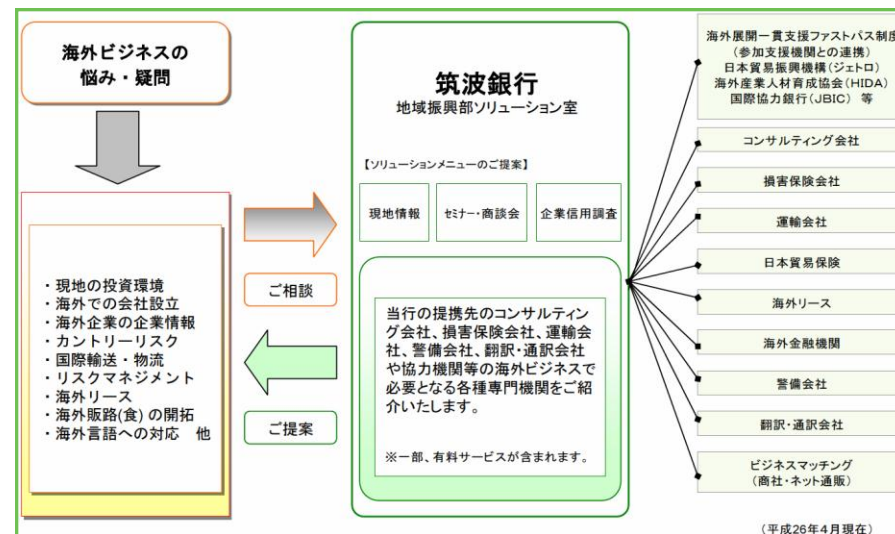 海外ビジネスの
悩み・疑問
・現地の投資環境
・海外での会社設立
・海外企業の企業情報
・カントリーリスク
・国際輸送・物流
・リスクマネジメント
・海外リース
・海外販路(食)の開拓
・海外言語への対応　他
ご相談
ご提案
筑波銀行
地域振興部ソリューション室
【ソリューションメニューのご提案】
現地情報
セミナー・商談会
企業信用調査
当行の提携先のコンサルティン
グ会社、損害保険会社、運輸会
社、警備会社、翻訳・通訳会社
や協力機関等の海外ビジネスで
必要となる各種専門機関をご紹
介いたします。
※一部、有料サービスが含まれます。
海外展開一貫支援ファストパス制度
(参加支援機関との連携)
日本貿易振興機構(ジェトロ)
海外産業人材育成協会(HIDA)
国際協力銀行(JBIC) 等
コンサルティング会社
損害保険会社
運輸会社
日本貿易保険
海外リース
海外金融機関
警備会社
翻訳・通訳会社
ビジネスマッチング
(商社・ネット通販)
(平成26年4月現在)